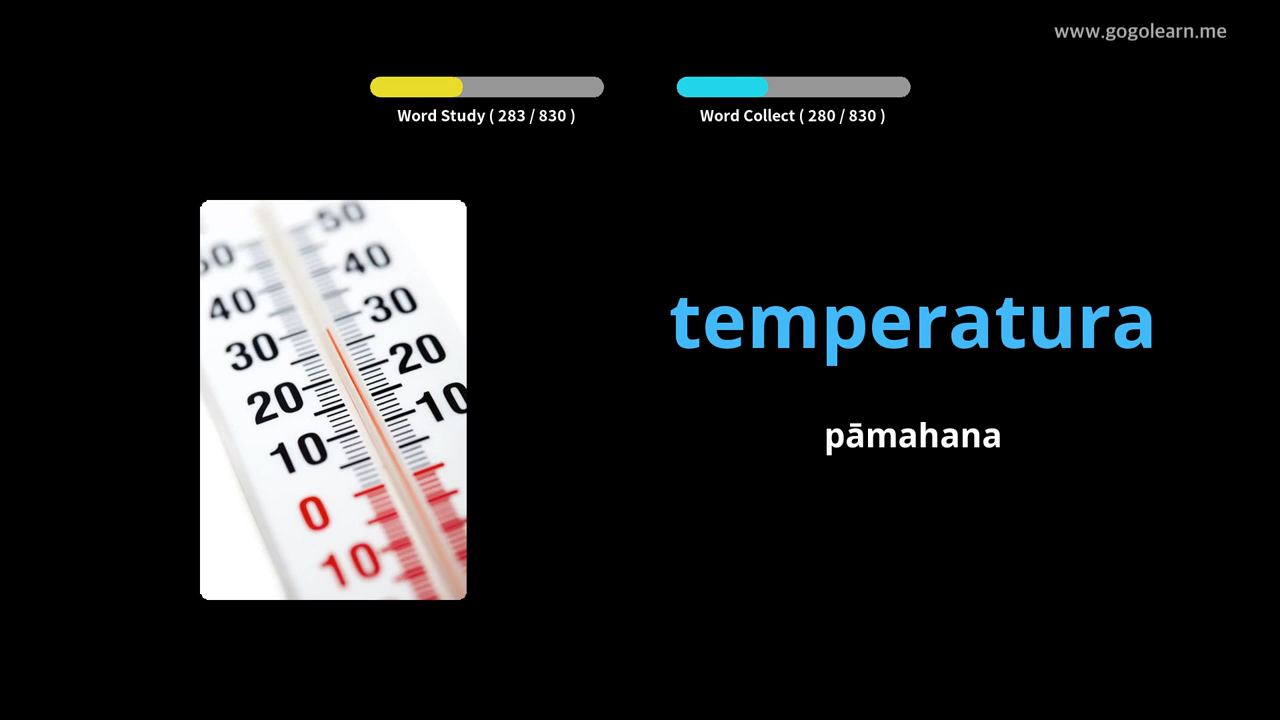 www.gogolearn.me
Word Study ( 283 / 830 )
Word Collect ( 280 / 830 )
temperatura
pāmahana
50
40 40
30 30
20 20
10 10
0
10